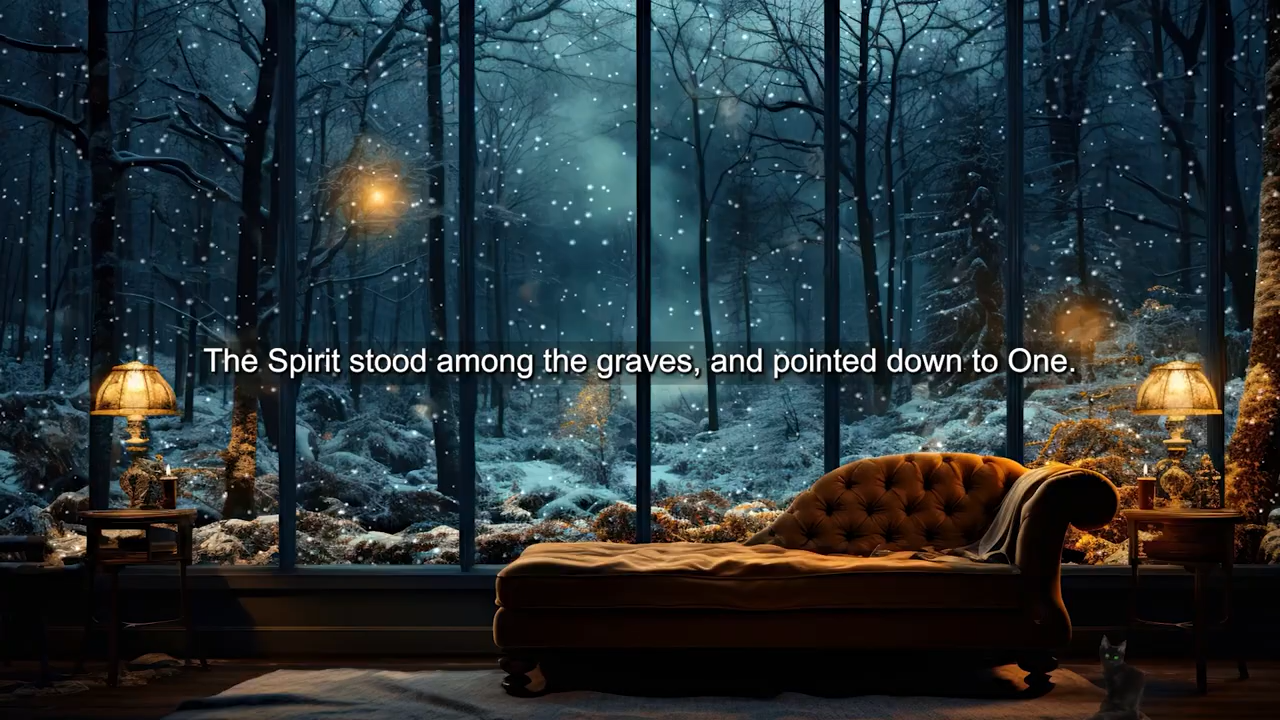 The Spirit stood among the graves, and pointed down to One.